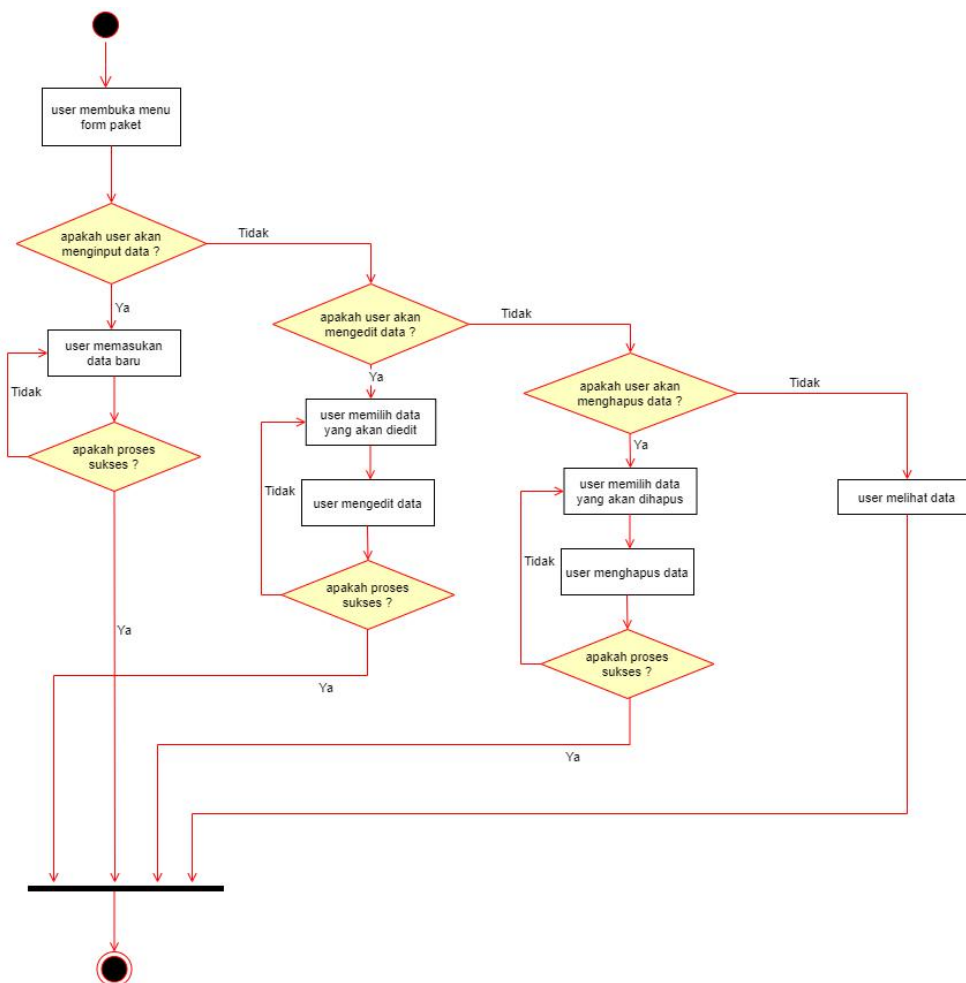 user membuka menu
form paket
apakah user akan
menginput data ?
Tidak
Ya
user memasukan
data baru
Tidak
apakah proses
sukses ?
Ya
apakah user akan
mengedit data ?
Tidak
Ya
user memilih data
yang akan diedit
Tidak
user mengedit data
apakah proses
sukses ?
Ya
apakah user akan
menghapus data ?
Tidak
Ya
user memilih data
yang akan dihapus
Tidak
user menghapus data
apakah proses
sukses ?
Ya
user melihat data